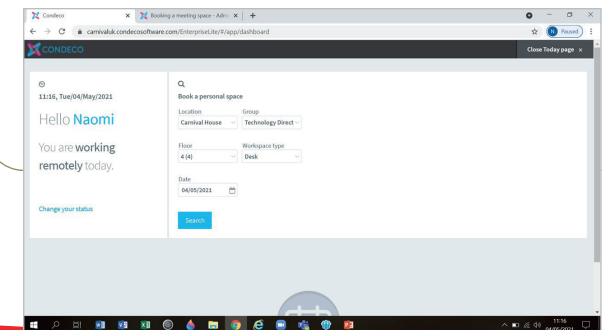 Condeco
Booking a meeting space - Adno
carnivaluk.condecosoftware.com/EnterpriseLite/#/app/dashboard
N Paused
CONDECO
Close Today page ×
11:16, Tue/04/May/2021
Hello Naomi
You are working
remotely today.
Change your status
Book a personal space
Location Group
Carnival House Technology Direct
Floor Workspace type
4 (4) Desk
Date
04/05/2021
Search
11:16
04/05/2021